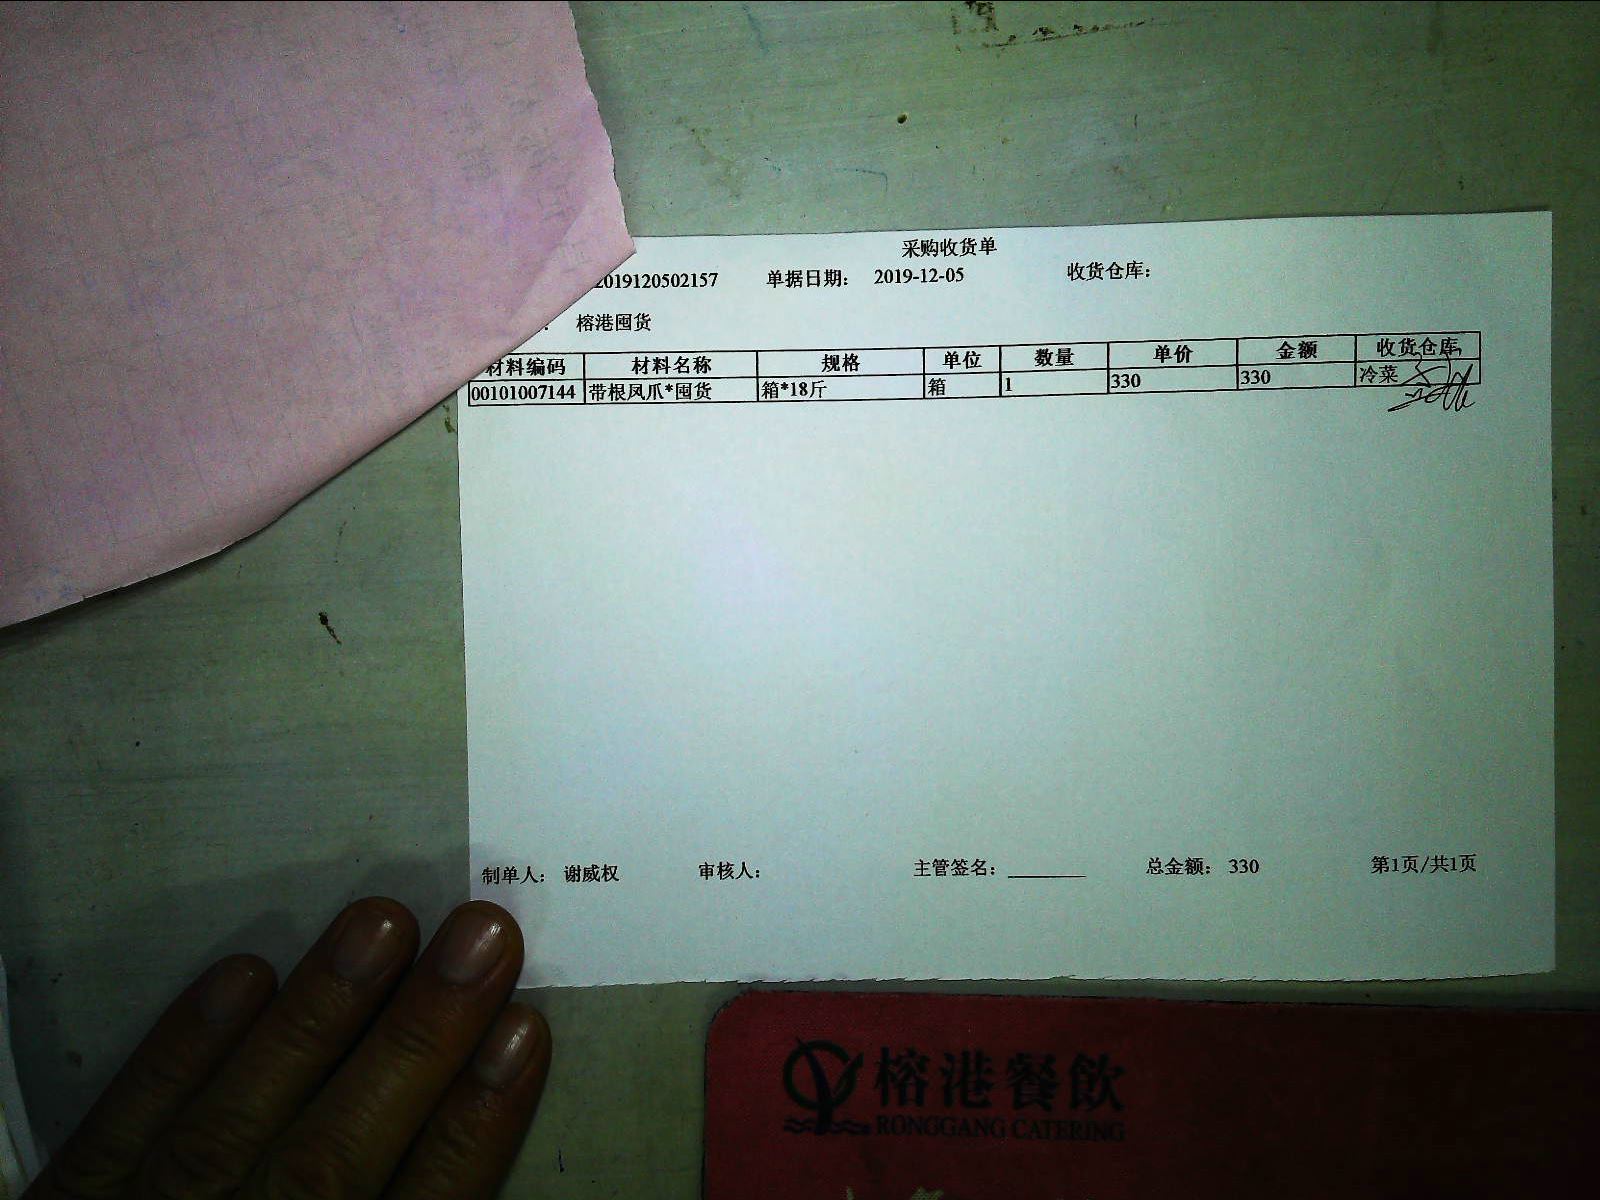 采购收货单
2019120502157 单据日期： 2019-12-05 收货仓库：
： 榕港囤货
材料编码 材料名称 规格 单位 数量 单价 金额 收货仓库
00101007144 带根凤爪*囤货 箱*18斤 箱 1 330 330 冷菜
制单人： 谢威权 审核人： 主管签名： 总金额： 330 第1页/共1页
榕港餐飲
RONGGANG CATERING